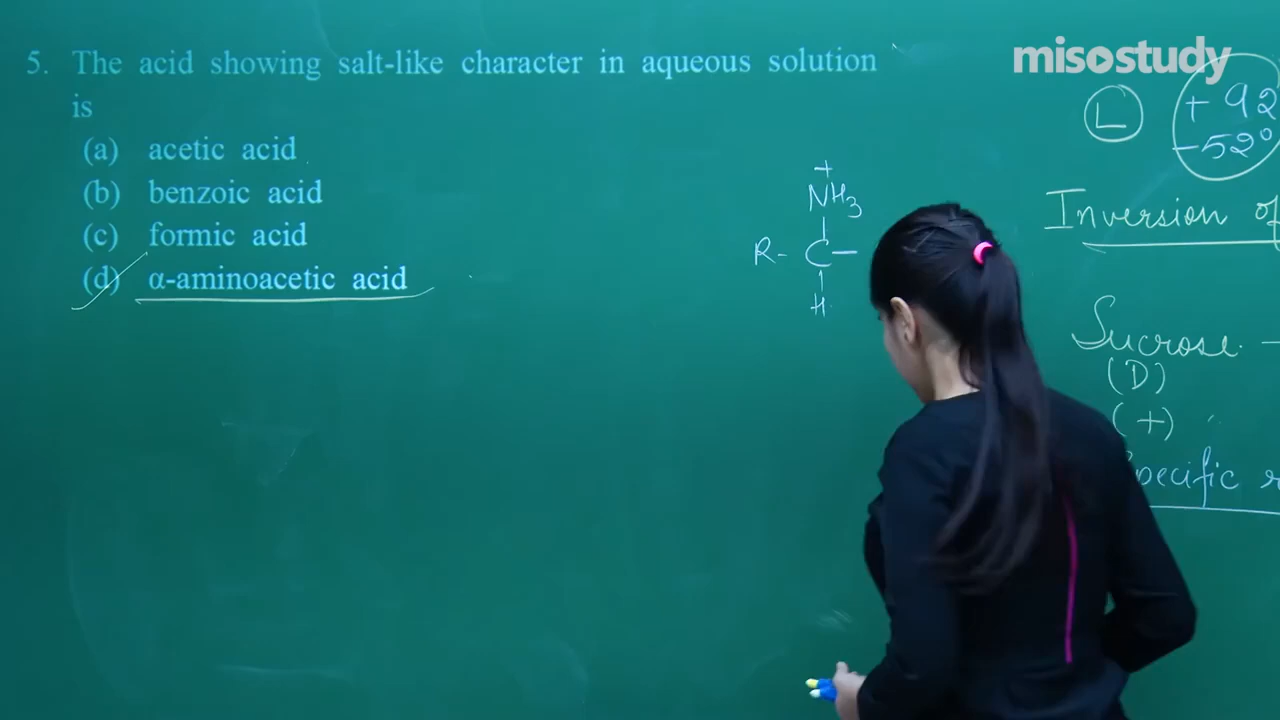 5. The acid showing salt-like character in aqueous solution
is
(a) acetic acid
(b) benzoic acid
(c) formic acid
(d) α-aminoacetic acid
+
NH3
R- C-
H
misostudy
L
+92
-52°
Inversion of
Sucrose
(D)
(+)
pecific